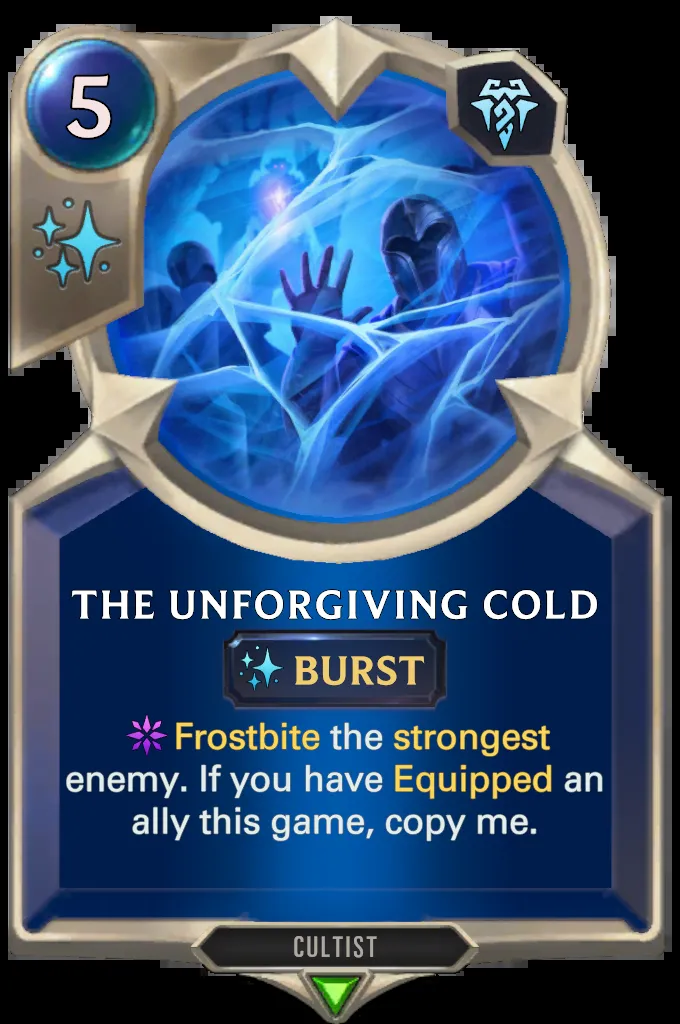 5
THE UNFORGIVING COLD
BURST
Frostbite the strongest
enemy. If you have Equipped an
ally this game, copy me.
CULTIST